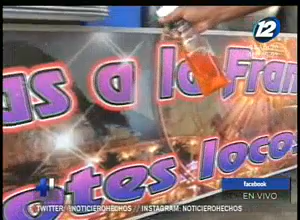 12
as a la Fran
tes locos
facebook
EN VIVO
TWITTER: @NOTICIEROHECHOS // INSTAGRAM: NOTICIEROHECHOS